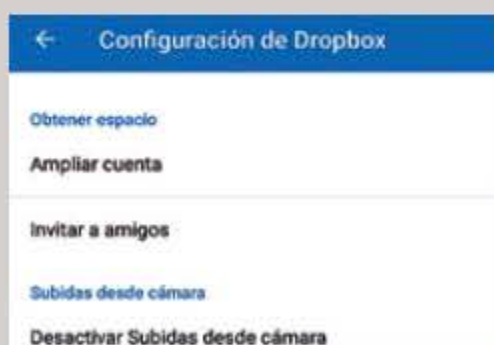 Configuración de Dropbox
Obtener espacio
Ampliar cuenta
Invitar a amigos
Subidas desde cámara
Desactivar Subidas desde cámara